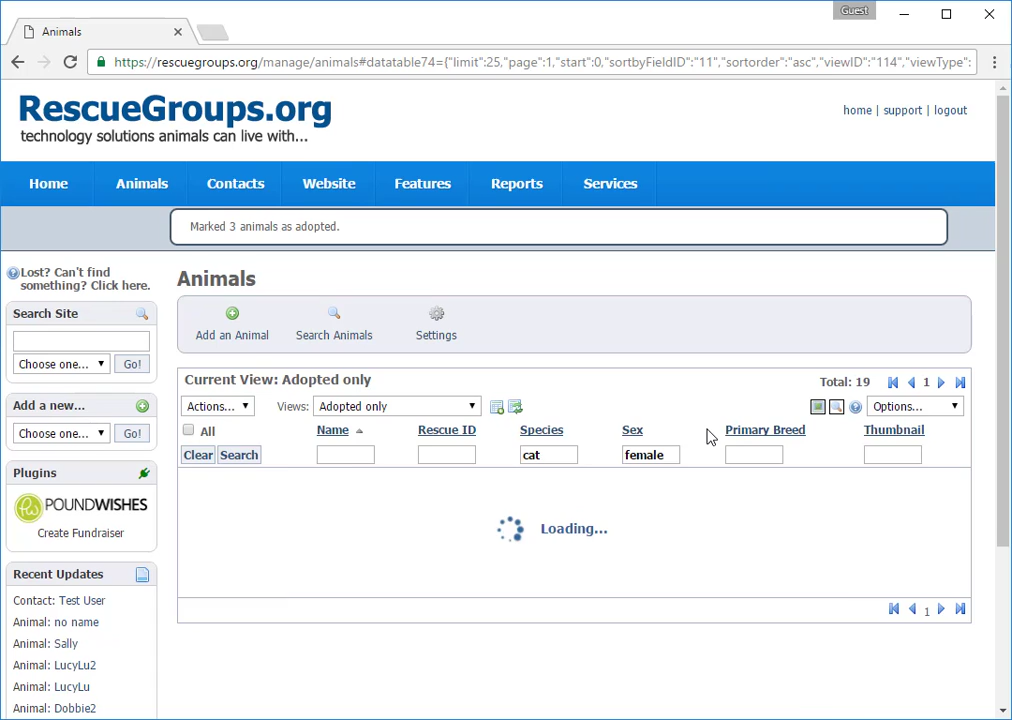 Guest
Animals
https://rescuegroups.org/manage/animals#datatable74={"limit":25,"page":1,"start":0,"sortbyFieldID":"11","sortorder":"asc","viewID":"114","viewType":
RescueGroups.org
technology solutions animals can live with...
home | support | logout
Home Animals Contacts Website Features Reports Services
Marked 3 animals as adopted.
Lost? Can't find
something? Click here.
Search Site
Choose one... Go!
Add a new...
Choose one... Go!
Plugins
PW POUNDWISHES
Create Fundraiser
Recent Updates
Contact: Test User
Animal: no name
Animal: Sally
Animal: LucyLu2
Animal: LucyLu
Animal: Dobbie2
Animals
Add an Animal Search Animals Settings
Current View: Adopted only Total: 19 1
Actions... Views: Adopted only Options...
All Name Rescue ID Species Sex Primary Breed Thumbnail
Clear Search cat female
Loading...
1